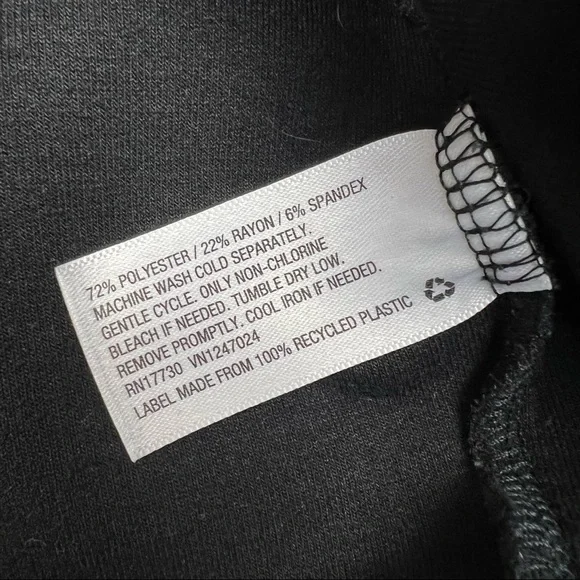 72% POLYESTER / 22% RAYON / 6% SPANDEX
MACHINE WASH COLD SEPARATELY.
GENTLE CYCLE. ONLY NON-CHLORINE
BLEACH IF NEEDED. TUMBLE DRY LOW.
REMOVE PROMPTLY. COOL IRON IF NEEDED.
RN17730 VN1247024
LABEL MADE FROM 100% RECYCLED PLASTIC